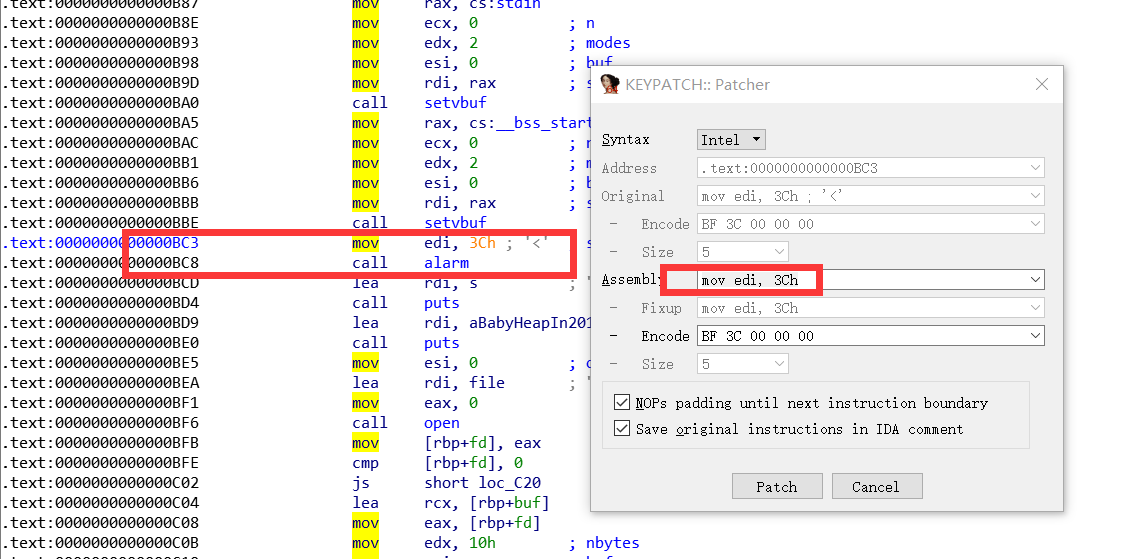 .text:0000000000000B87 mov rax, cs:stdin
.text:0000000000000B8E mov ecx, 0 ; n
.text:0000000000000B93 mov edx, 2 ; modes
.text:0000000000000B98 mov esi, 0 ; buf
.text:0000000000000B9D mov rdi, rax ; s
.text:0000000000000BA0 call setvbuf
.text:0000000000000BA5 mov rax, cs:__bss_start
.text:0000000000000BAC mov ecx, 0 ; n
.text:0000000000000BB1 mov edx, 2 ; m
.text:0000000000000BB6 mov esi, 0 ; b
.text:0000000000000BBB mov rdi, rax ; s
.text:0000000000000BBE call setvbuf
.text:0000000000000BC3 mov edi, 3Ch ; '<' ; s
.text:0000000000000BC8 call alarm
.text:0000000000000BCD lea rdi, s ; "
.text:0000000000000BD4 call puts
.text:0000000000000BD9 lea rdi, aBabyHeapIn201
.text:0000000000000BE0 call puts
.text:0000000000000BE5 mov esi, 0 ; o
.text:0000000000000BEA lea rdi, file ; "
.text:0000000000000BF1 mov eax, 0
.text:0000000000000BF6 call open
.text:0000000000000BFB mov [rbp+fd], eax
.text:0000000000000BFE cmp [rbp+fd], 0
.text:0000000000000C02 js short loc_C20
.text:0000000000000C04 lea rcx, [rbp+buf]
.text:0000000000000C08 mov eax, [rbp+fd]
.text:0000000000000C0B mov edx, 10h ; nbytes
KEYPATCH:: Patcher
Syntax Intel
Address .text:0000000000000BC3
Original mov edi, 3Ch ; '<'
- Encode BF 3C 00 00 00
- Size 5
Assembly mov edi, 3Ch
- Fixup mov edi, 3Ch
- Encode BF 3C 00 00 00
- Size 5
NOPs padding until next instruction boundary
Save original instructions in IDA comment
Patch Cancel